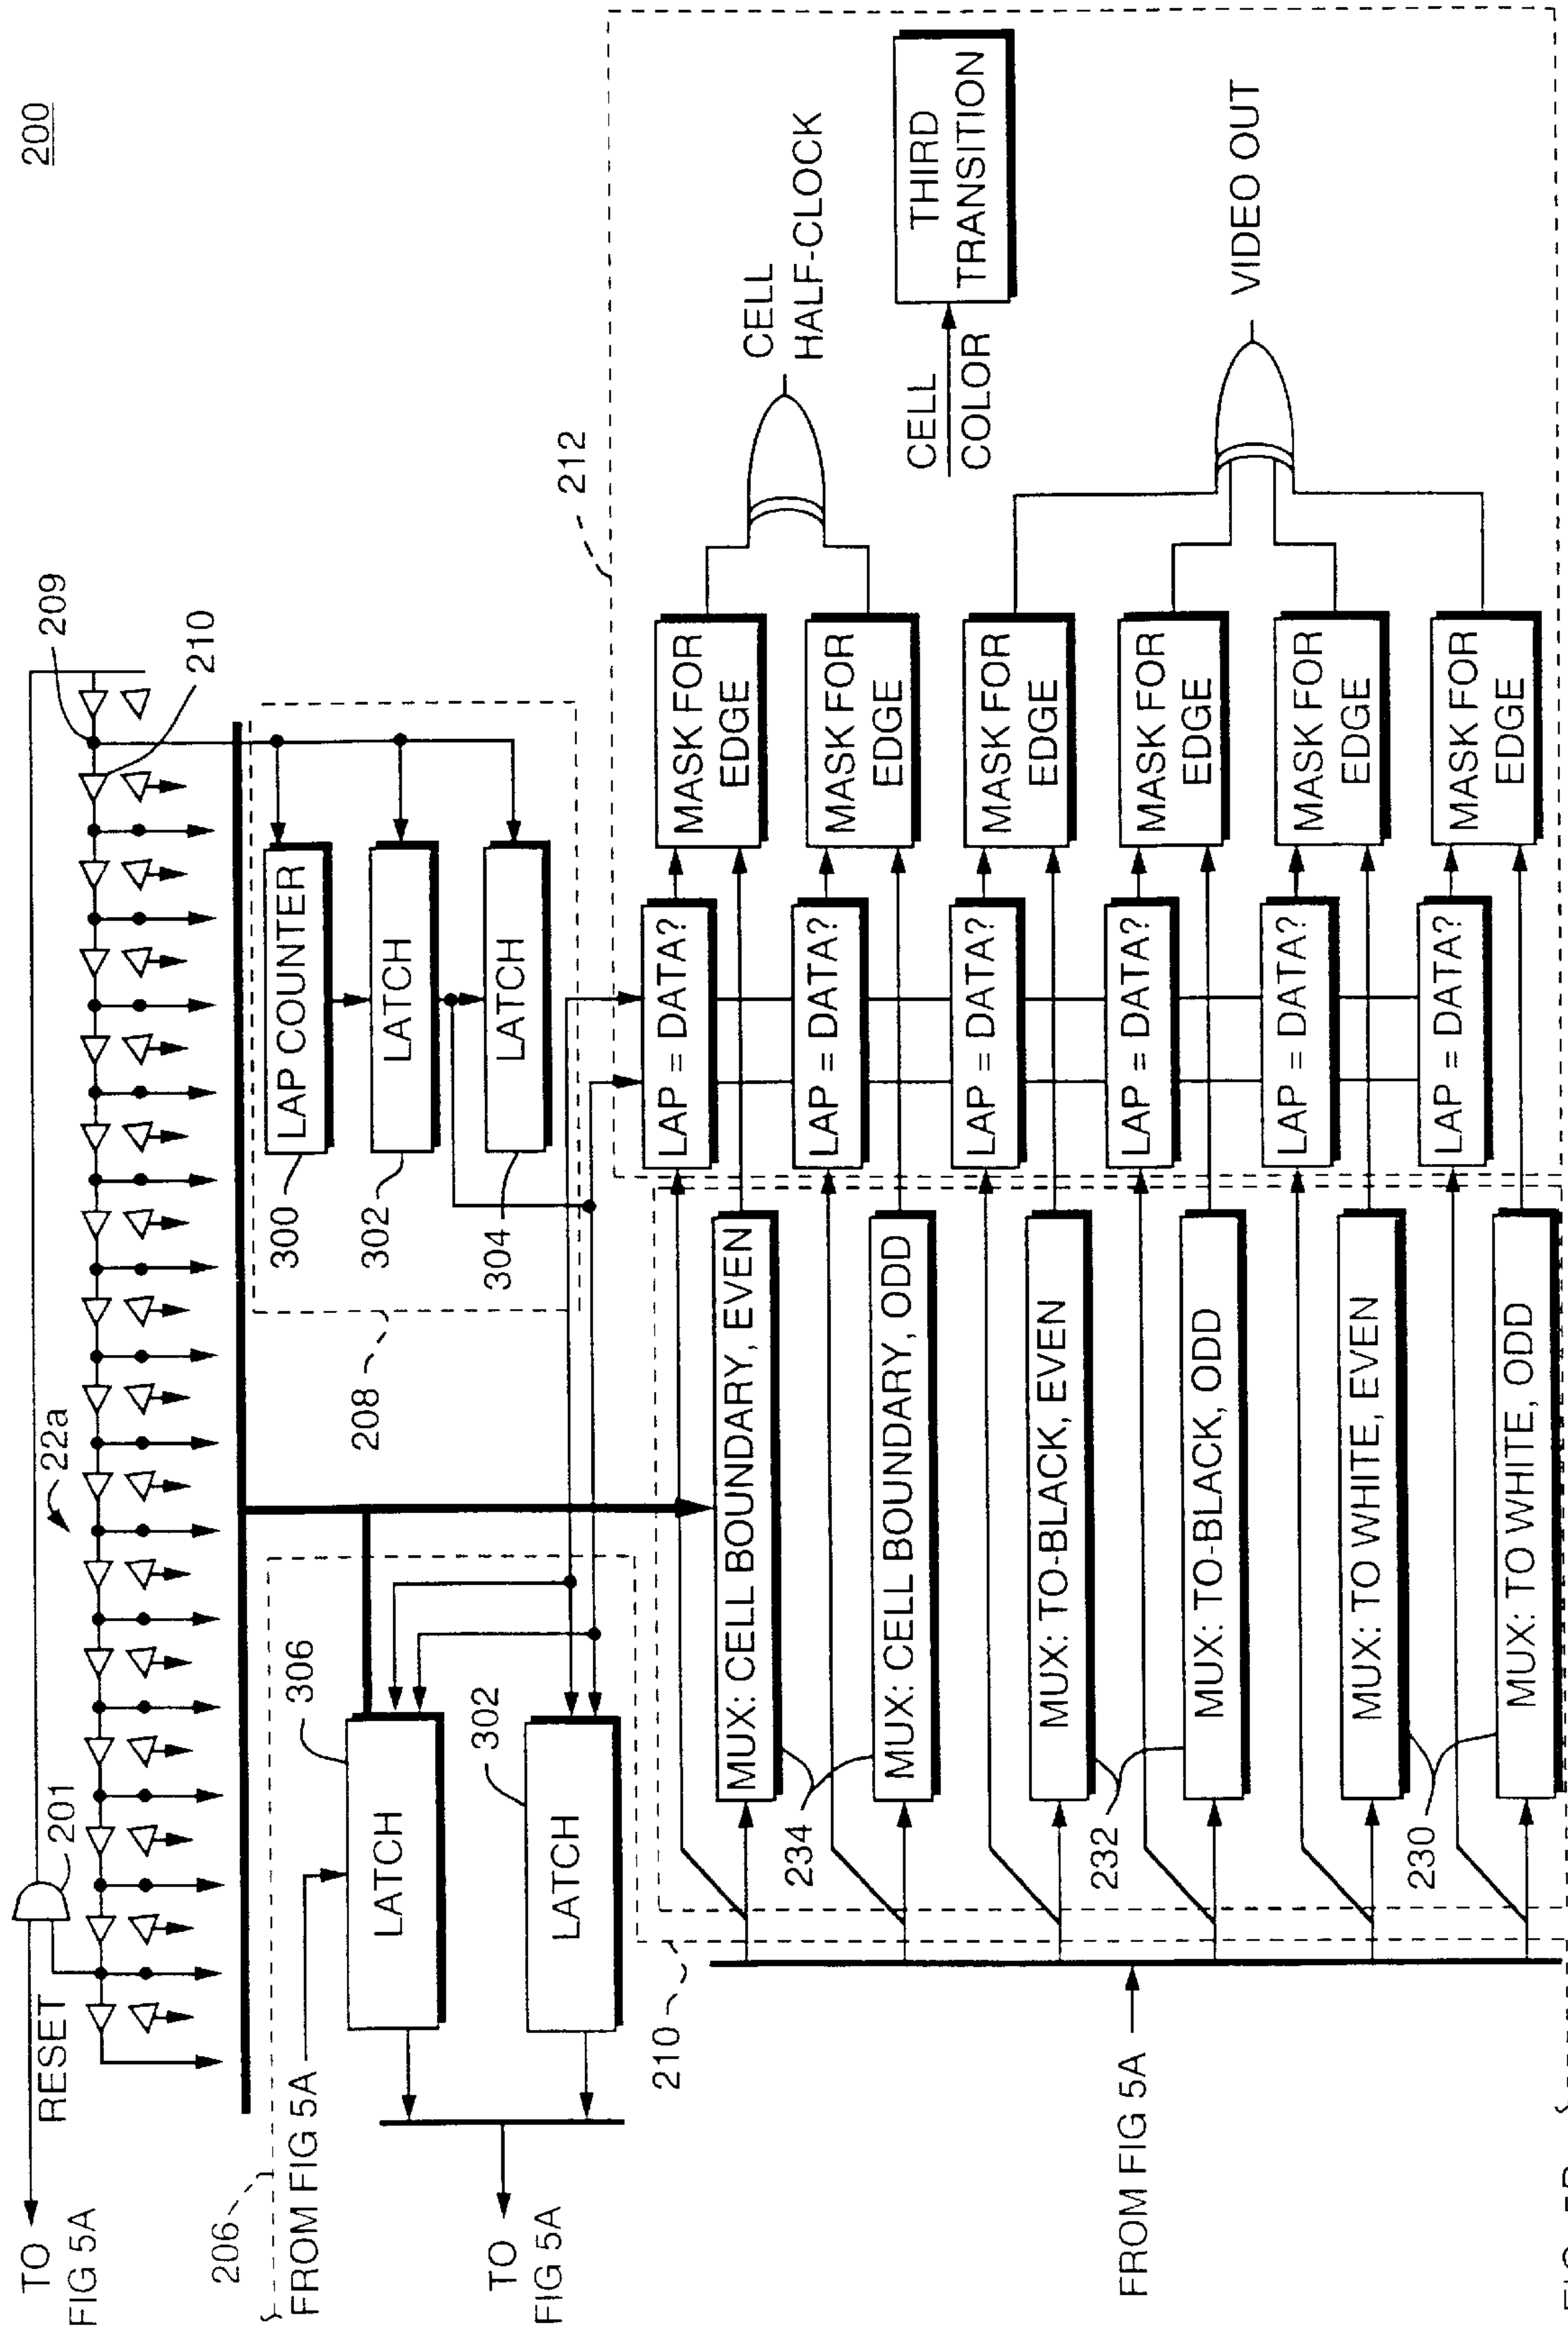 200
TO
FIG 5A
RESET
201
22a
209
210
206
FROM FIG 5A
LATCH
306
LATCH
302
TO
FIG 5A
208
300
LAP COUNTER
302
LATCH
304
LATCH
212
210
FROM FIG 5A
234
MUX: CELL BOUNDARY, EVEN
MUX: CELL BOUNDARY, ODD
232
MUX: TO-BLACK, EVEN
MUX: TO-BLACK, ODD
230
MUX: TO WHITE, EVEN
MUX: TO WHITE, ODD
LAP = DATA?
LAP = DATA?
LAP = DATA?
LAP = DATA?
LAP = DATA?
LAP = DATA?
MASK FOR
EDGE
MASK FOR
EDGE
MASK FOR
EDGE
MASK FOR
EDGE
MASK FOR
EDGE
MASK FOR
EDGE
CELL
HALF-CLOCK
CELL
COLOR
THIRD
TRANSITION
VIDEO OUT